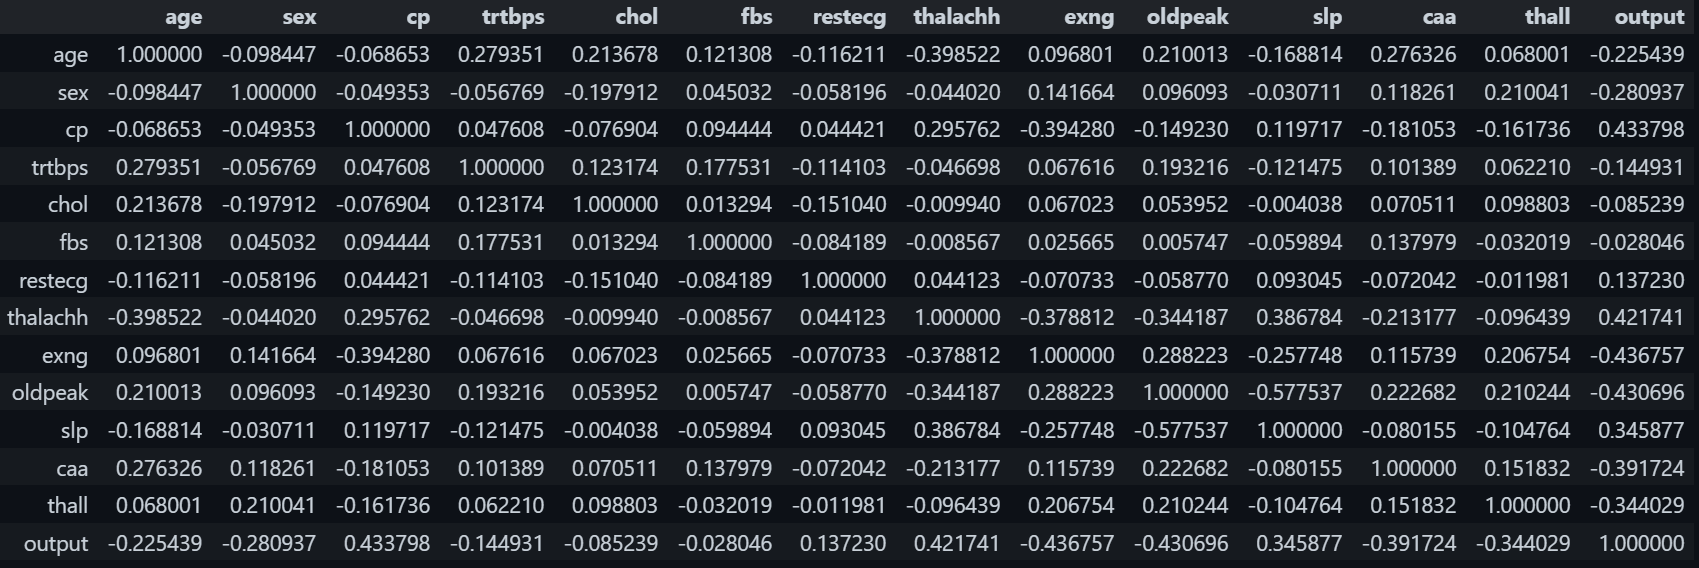 age sex cp trtbps chol fbs restecg thalachh exng oldpeak slp caa thall output
age 1.000000 -0.098447 -0.068653 0.279351 0.213678 0.121308 -0.116211 -0.398522 0.096801 0.210013 -0.168814 0.276326 0.068001 -0.225439
sex -0.098447 1.000000 -0.049353 -0.056769 -0.197912 0.045032 -0.058196 -0.044020 0.141664 0.096093 -0.030711 0.118261 0.210041 -0.280937
cp -0.068653 -0.049353 1.000000 0.047608 -0.076904 0.094444 0.044421 0.295762 -0.394280 -0.149230 0.119717 -0.181053 -0.161736 0.433798
trtbps 0.279351 -0.056769 0.047608 1.000000 0.123174 0.177531 -0.114103 -0.046698 0.067616 0.193216 -0.121475 0.101389 0.062210 -0.144931
chol 0.213678 -0.197912 -0.076904 0.123174 1.000000 0.013294 -0.151040 -0.009940 0.067023 0.053952 -0.004038 0.070511 0.098803 -0.085239
fbs 0.121308 0.045032 0.094444 0.177531 0.013294 1.000000 -0.084189 -0.008567 0.025665 0.005747 -0.059894 0.137979 -0.032019 -0.028046
restecg -0.116211 -0.058196 0.044421 -0.114103 -0.151040 -0.084189 1.000000 0.044123 -0.070733 -0.058770 0.093045 -0.072042 -0.011981 0.137230
thalachh -0.398522 -0.044020 0.295762 -0.046698 -0.009940 -0.008567 0.044123 1.000000 -0.378812 -0.344187 0.386784 -0.213177 -0.096439 0.421741
exng 0.096801 0.141664 -0.394280 0.067616 0.067023 0.025665 -0.070733 -0.378812 1.000000 0.288223 -0.257748 0.115739 0.206754 -0.436757
oldpeak 0.210013 0.096093 -0.149230 0.193216 0.053952 0.005747 -0.058770 -0.344187 0.288223 1.000000 -0.577537 0.222682 0.210244 -0.430696
slp -0.168814 -0.030711 0.119717 -0.121475 -0.004038 -0.059894 0.093045 0.386784 -0.257748 -0.577537 1.000000 -0.080155 -0.104764 0.345877
caa 0.276326 0.118261 -0.181053 0.101389 0.070511 0.137979 -0.072042 -0.213177 0.115739 0.222682 -0.080155 1.000000 0.151832 -0.391724
thall 0.068001 0.210041 -0.161736 0.062210 0.098803 -0.032019 -0.011981 -0.096439 0.206754 0.210244 -0.104764 0.151832 1.000000 -0.344029
output -0.225439 -0.280937 0.433798 -0.144931 -0.085239 -0.028046 0.137230 0.421741 -0.436757 -0.430696 0.345877 -0.391724 -0.344029 1.000000